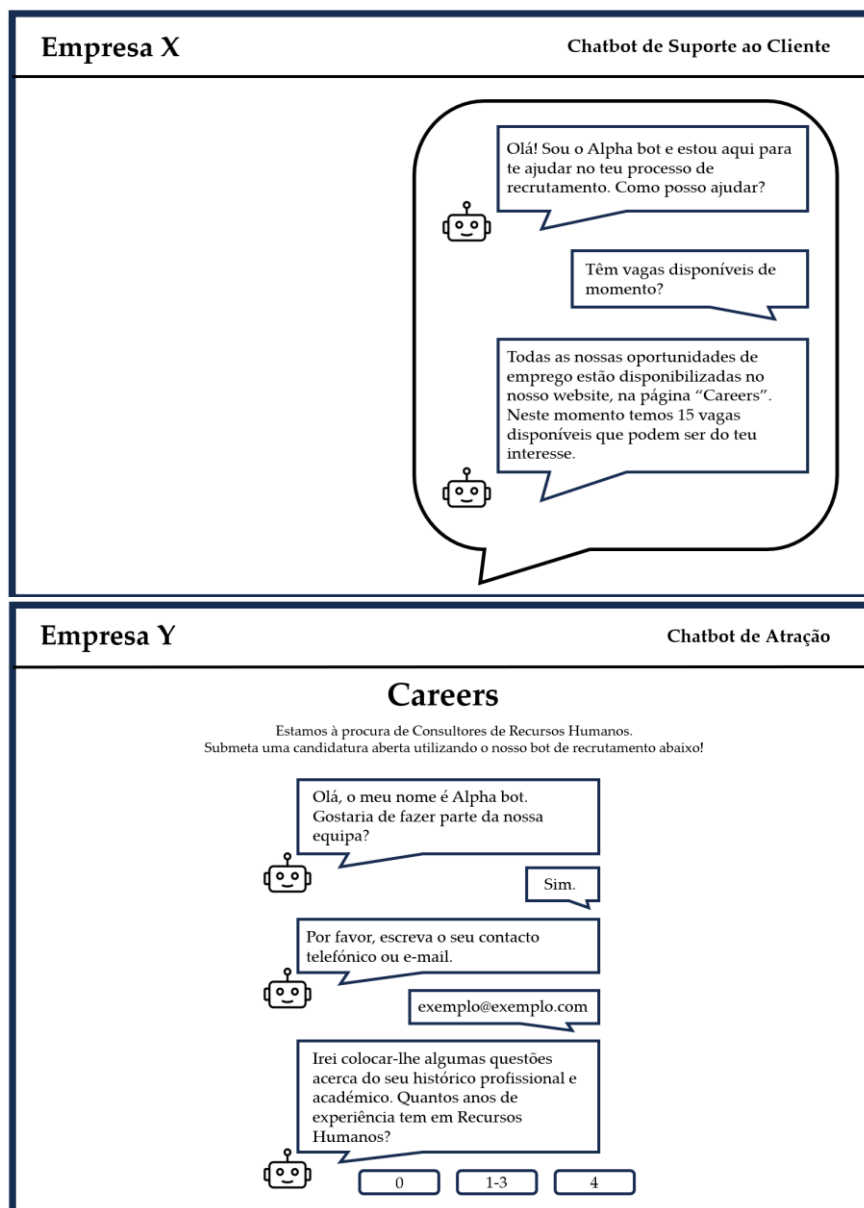 Empresa X
Chatbot de Suporte ao Cliente
Olá! Sou o Alpha bot e estou aqui para
te ajudar no teu processo de
recrutamento. Como posso ajudar?
Têm vagas disponíveis de
momento?
Todas as nossas oportunidades de
emprego estão disponibilizadas no
nosso website, na página “Careers”.
Neste momento temos 15 vagas
disponíveis que podem ser do teu
interesse.
Empresa Y
Chatbot de Atração
Careers
Estamos à procura de Consultores de Recursos Humanos.
Submeta uma candidatura aberta utilizando o nosso bot de recrutamento abaixo!
Olá, o meu nome é Alpha bot.
Gostaria de fazer parte da nossa
equipa?
Sim.
Por favor, escreva o seu contacto
telefónico ou e-mail.
exemplo@exemplo.com
Irei colocar-lhe algumas questões
acerca do seu histórico profissional e
académico. Quantos anos de
experiência tem em Recursos
Humanos?
0
1-3
4